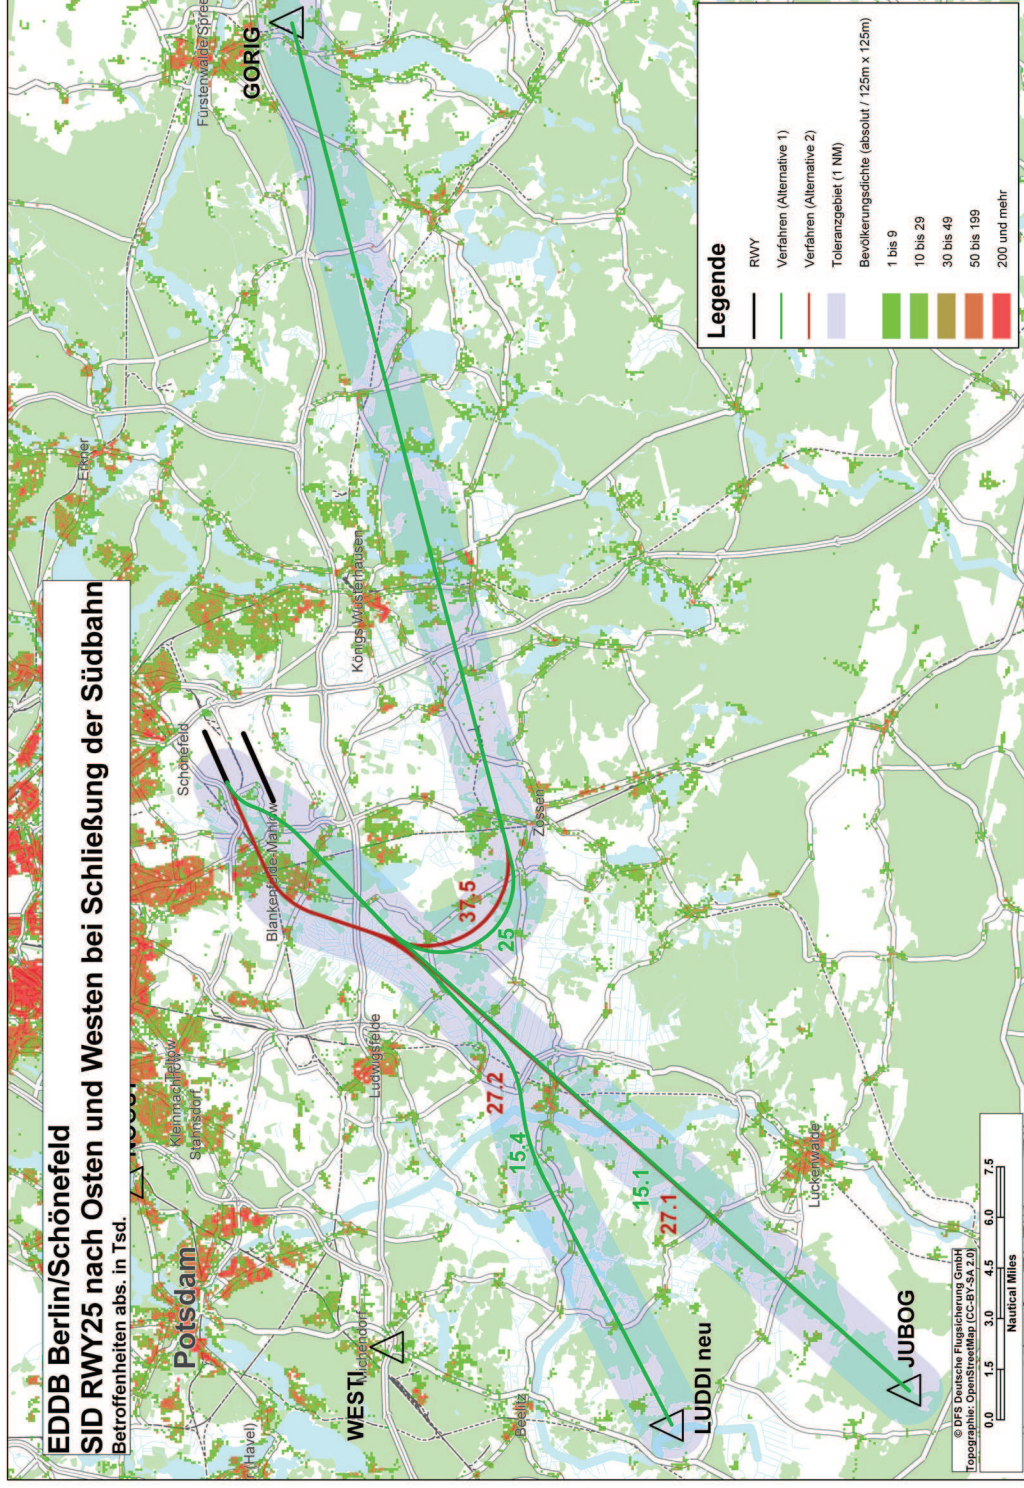 EDDB Berlin/Schönefeld
SID RWY25 nach Osten und Westen bei Schließung der Südbahn
Betroffenheiten abs. in Tsd.
Potsdam
(Havel)
Kleinmachnow
Teltow
Stahnsdorf
Schönefeld
Erkner
Fürstenwalde/Spree
GORIG
WESTI
Michendorf
Beelitz
Ludwigsfelde
Blankenfelde-Mahlow
Königs Wusterhausen
Zossen
Luckenwalde
37.5
25
27.2
15.4
15.1
27.1
LUDDI neu
JUBOG
Legende
RWY
Verfahren (Alternative 1)
Verfahren (Alternative 2)
Toleranzgebiet (1 NM)
Bevölkerungsdichte (absolut / 125m x 125m)
1 bis 9
10 bis 29
30 bis 49
50 bis 199
200 und mehr
© DFS Deutsche Flugsicherung GmbH
Topographie: OpenStreetMap (CC-BY-SA 2.0)
0.0 1.5 3.0 4.5 6.0 7.5
Nautical Miles